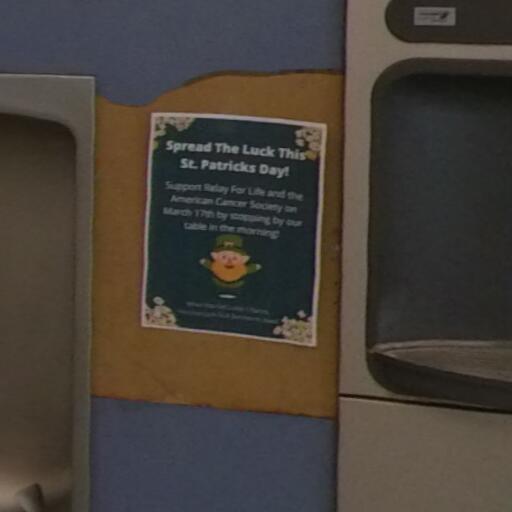 Spread The Luck This
St. Patricks Day!
Support Relay For Life and the
American Cancer Society on
March 17th by stopping by our
table in the morning!